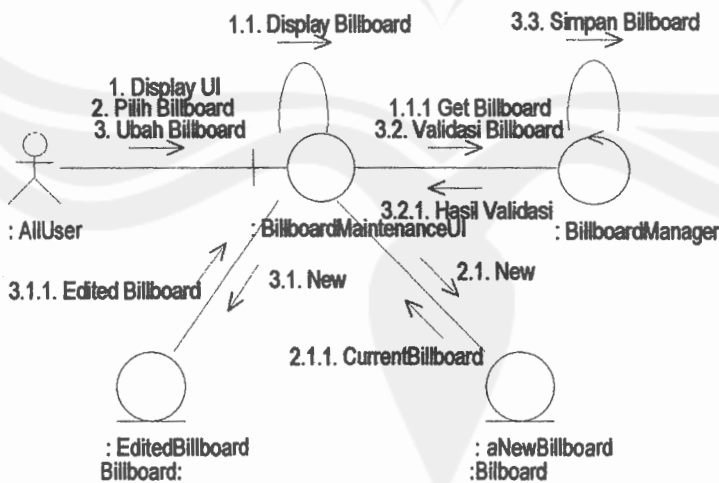 1.1. Display Billboard
3.3. Simpan Billboard
1. Display UI
2. Pilih Billboard
3. Ubah Billboard
1.1.1 Get Billboard
3.2. Validasi Billboard
3.2.1. Hasil Validasi
: AllUser
: BillboardMaintenanceUI
: BillboardManager
3.1.1. Edited Billboard
3.1. New
2.1. New
2.1.1. CurrentBillboard
: EditedBillboard
Billboard:
: aNewBillboard
:Bilboard